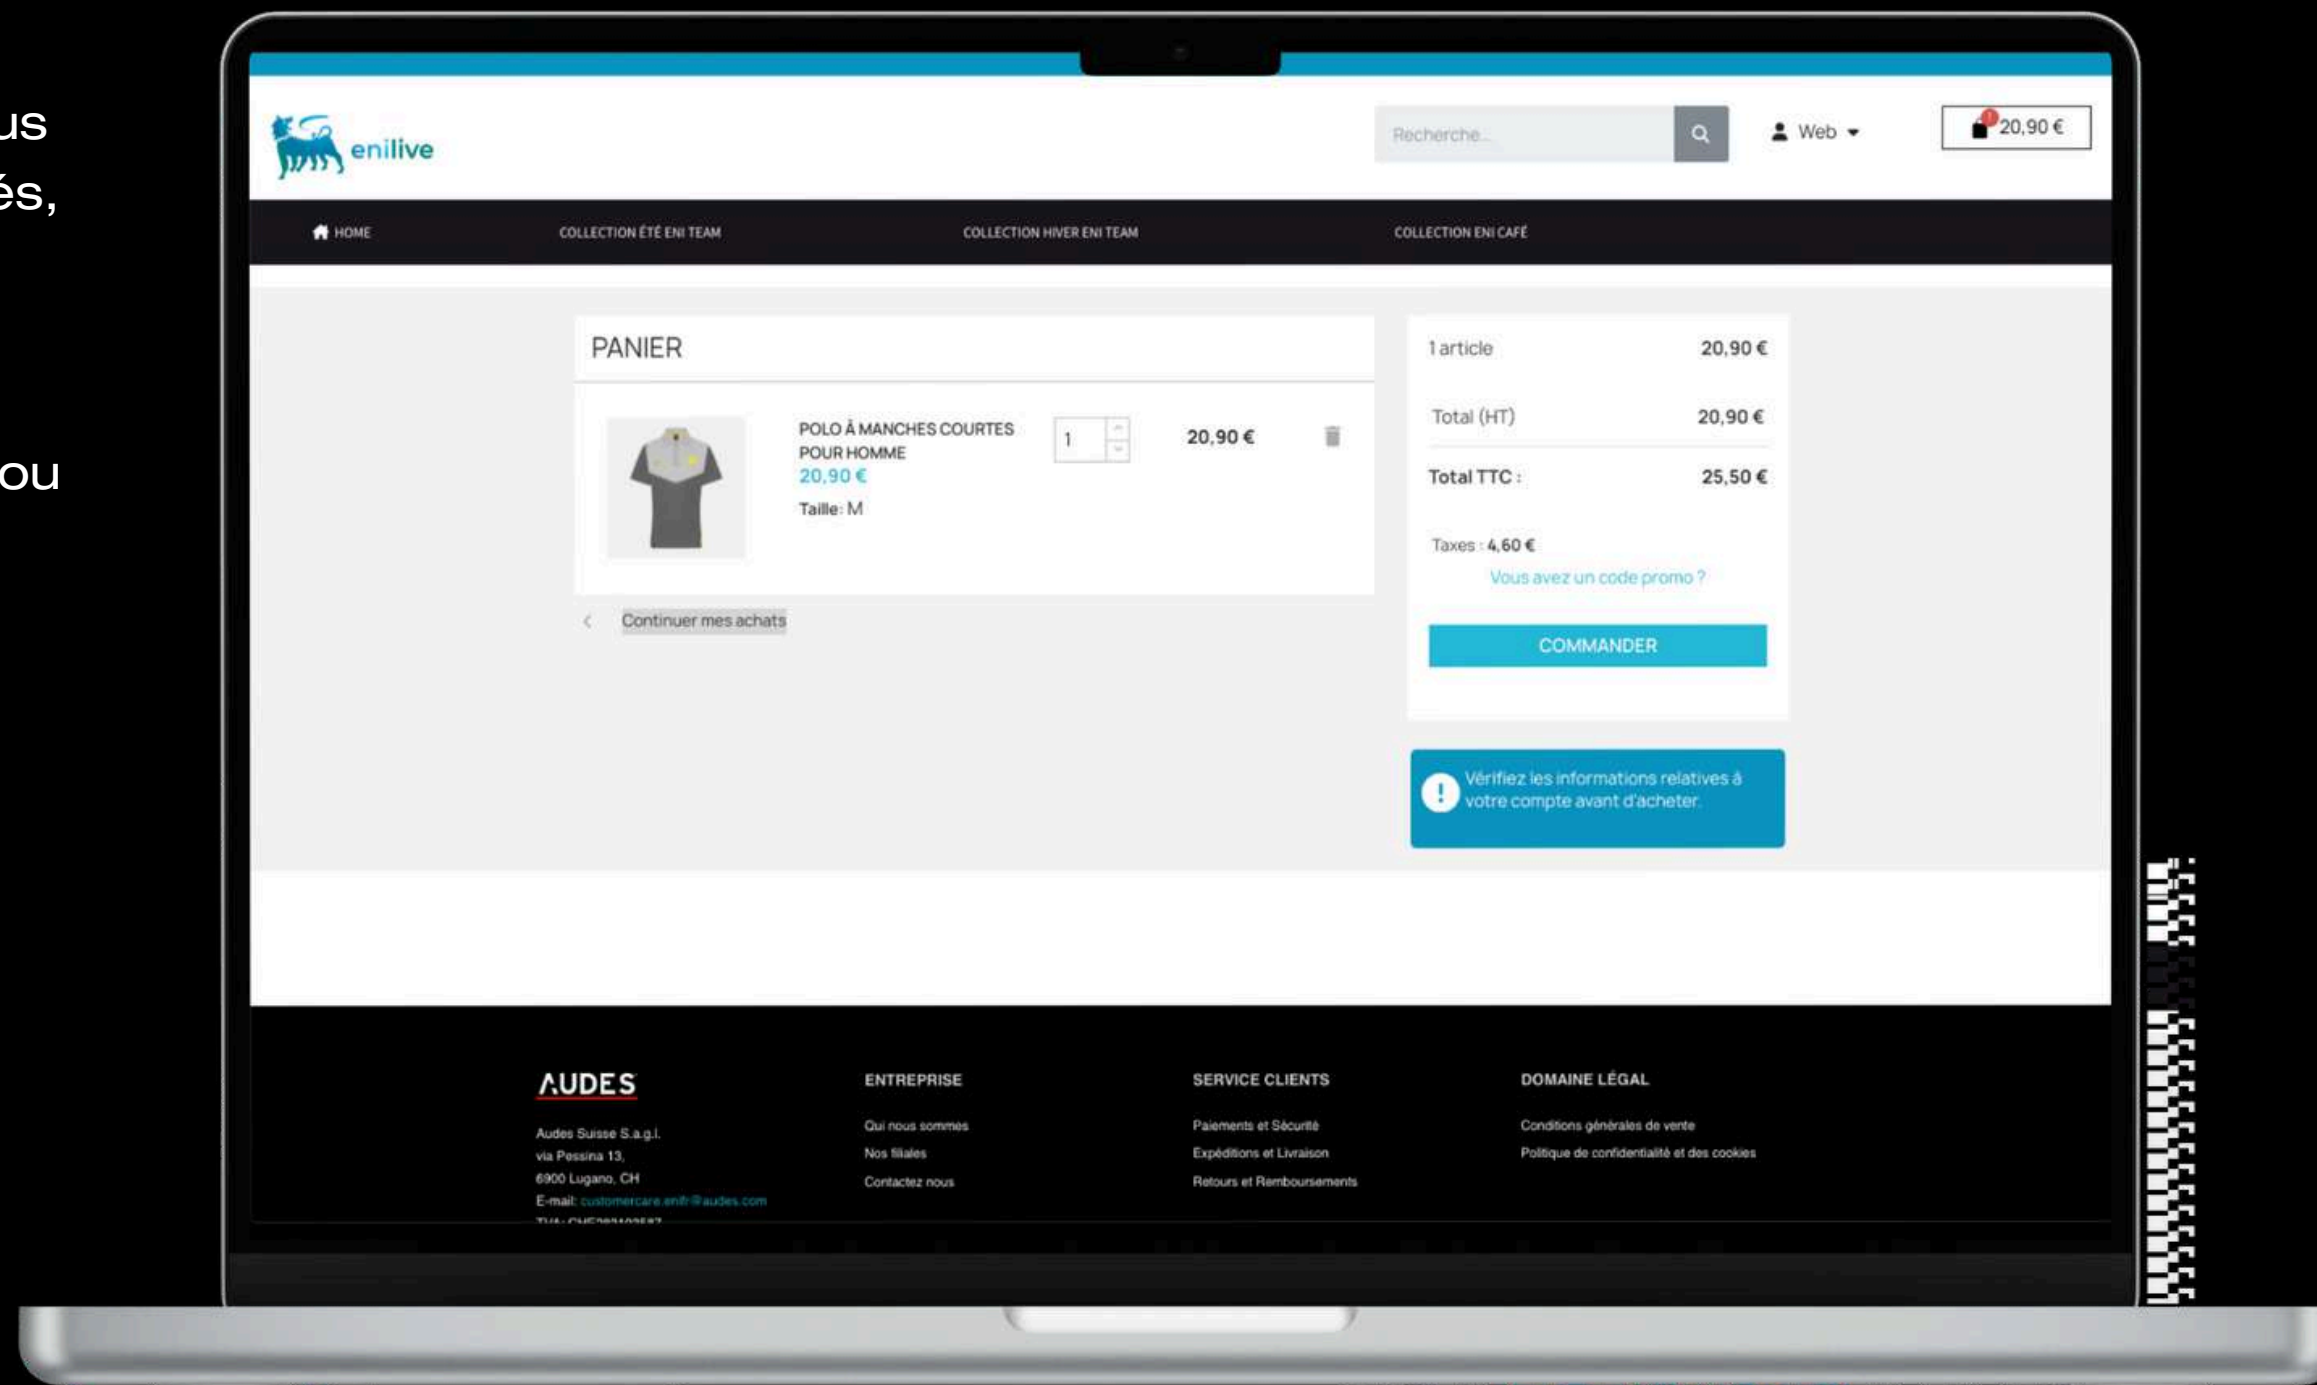 us
és,
ou
enilive
Recherche...
Web
20,90 €
HOME
COLLECTION ÉTÉ ENI TEAM
COLLECTION HIVER ENI TEAM
COLLECTION ENI CAFÉ
PANIER
POLO À MANCHES COURTES
POUR HOMME
20,90 €
Taille: M
1
20,90 €
Continuer mes achats
1 article 20,90 €
Total (HT) 20,90 €
Total TTC : 25,50 €
Taxes : 4,60 €
Vous avez un code promo ?
COMMANDER
Vérifiez les informations relatives à
votre compte avant d'acheter.
AUDES
Audes Suisse S.a.g.l.
via Pessina 13,
6900 Lugano, CH
E-mail: customercare.enifr@audes.com
ENTREPRISE
Qui nous sommes
Nos filiales
Contactez nous
SERVICE CLIENTS
Paiements et Sécurité
Expéditions et Livraison
Retours et Remboursements
DOMAINE LÉGAL
Conditions générales de vente
Politique de confidentialité et des cookies